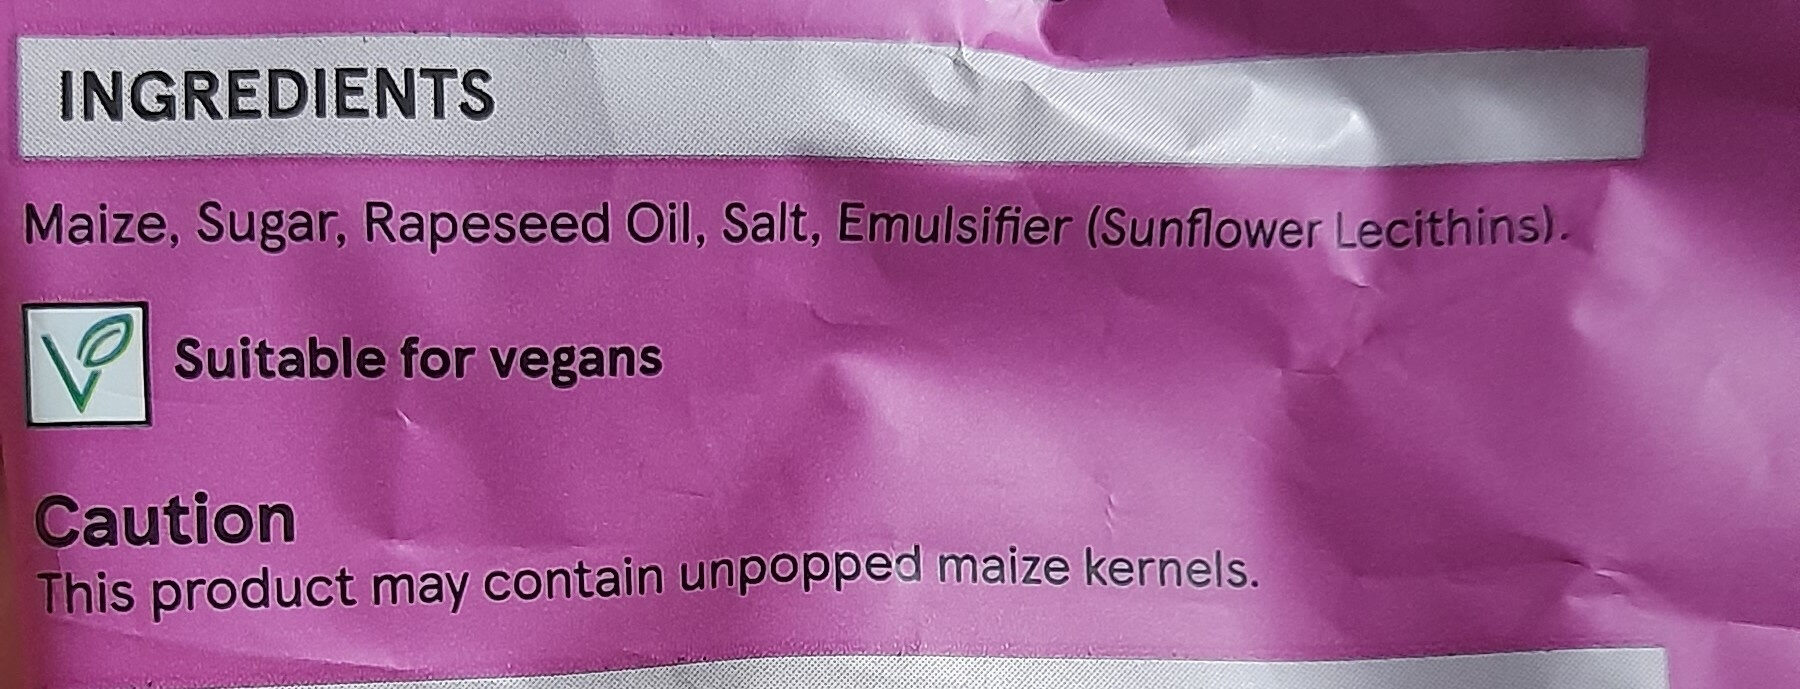 INGREDIENTS
Maize, Sugar, Rapeseed Oil, Salt, Emulsifier (Sunflower Lecithins).
Suitable for vegans
Caution
This product may contain unpopped maize kernels.